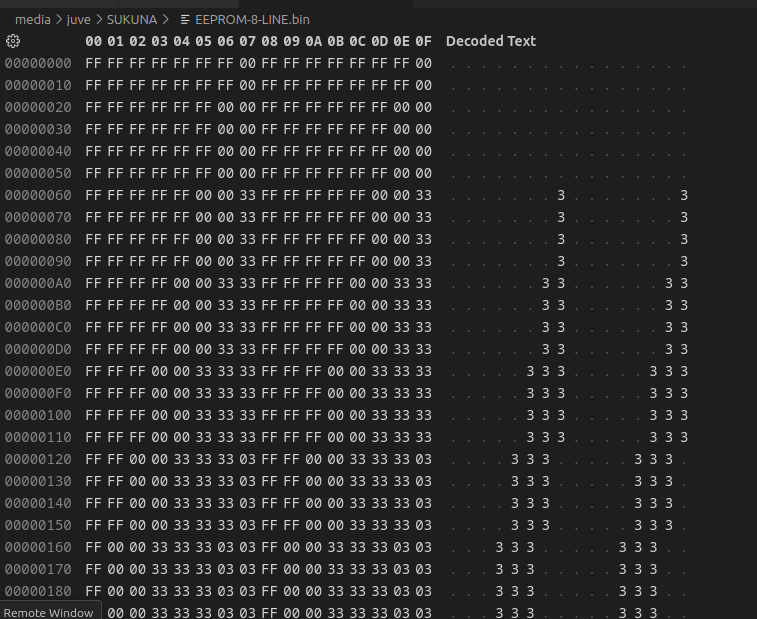 media > juve > SUKUNA > EEPROM-8-LINE.bin
00 01 02 03 04 05 06 07 08 09 0A 0B 0C 0D 0E 0F Decoded Text
00000000 FF FF FF FF FF FF FF 00 FF FF FF FF FF FF FF 00 . . . . . . . . . . . . . . . .
00000010 FF FF FF FF FF FF FF 00 FF FF FF FF FF FF FF 00 . . . . . . . . . . . . . . . .
00000020 FF FF FF FF FF FF 00 00 FF FF FF FF FF FF 00 00 . . . . . . . . . . . . . . . .
00000030 FF FF FF FF FF FF 00 00 FF FF FF FF FF FF 00 00 . . . . . . . . . . . . . . . .
00000040 FF FF FF FF FF FF 00 00 FF FF FF FF FF FF 00 00 . . . . . . . . . . . . . . . .
00000050 FF FF FF FF FF FF 00 00 FF FF FF FF FF FF 00 00 . . . . . . . . . . . . . . . .
00000060 FF FF FF FF FF 00 00 33 FF FF FF FF FF 00 00 33 . . . . . . . 3 . . . . . . . 3
00000070 FF FF FF FF FF 00 00 33 FF FF FF FF FF 00 00 33 . . . . . . . 3 . . . . . . . 3
00000080 FF FF FF FF FF 00 00 33 FF FF FF FF FF 00 00 33 . . . . . . . 3 . . . . . . . 3
00000090 FF FF FF FF FF 00 00 33 FF FF FF FF FF 00 00 33 . . . . . . . 3 . . . . . . . 3
000000A0 FF FF FF FF 00 00 33 33 FF FF FF FF 00 00 33 33 . . . . . . 3 3 . . . . . . 3 3
000000B0 FF FF FF FF 00 00 33 33 FF FF FF FF 00 00 33 33 . . . . . . 3 3 . . . . . . 3 3
000000C0 FF FF FF FF 00 00 33 33 FF FF FF FF 00 00 33 33 . . . . . . 3 3 . . . . . . 3 3
000000D0 FF FF FF FF 00 00 33 33 FF FF FF FF 00 00 33 33 . . . . . . 3 3 . . . . . . 3 3
000000E0 FF FF FF 00 00 33 33 33 FF FF FF 00 00 33 33 33 . . . . . 3 3 3 . . . . . 3 3 3
000000F0 FF FF FF 00 00 33 33 33 FF FF FF 00 00 33 33 33 . . . . . 3 3 3 . . . . . 3 3 3
00000100 FF FF FF 00 00 33 33 33 FF FF FF 00 00 33 33 33 . . . . . 3 3 3 . . . . . 3 3 3
00000110 FF FF FF 00 00 33 33 33 FF FF FF 00 00 33 33 33 . . . . . 3 3 3 . . . . . 3 3 3
00000120 FF FF 00 00 33 33 33 03 FF FF 00 00 33 33 33 03 . . . . 3 3 3 . . . . . 3 3 3 .
00000130 FF FF 00 00 33 33 33 03 FF FF 00 00 33 33 33 03 . . . . 3 3 3 . . . . . 3 3 3 .
00000140 FF FF 00 00 33 33 33 03 FF FF 00 00 33 33 33 03 . . . . 3 3 3 . . . . . 3 3 3 .
00000150 FF FF 00 00 33 33 33 03 FF FF 00 00 33 33 33 03 . . . . 3 3 3 . . . . . 3 3 3 .
00000160 FF 00 00 33 33 33 03 03 FF 00 00 33 33 33 03 03 . . . 3 3 3 . . . . . 3 3 3 . .
00000170 FF 00 00 33 33 33 03 03 FF 00 00 33 33 33 03 03 . . . 3 3 3 . . . . . 3 3 3 . .
00000180 FF 00 00 33 33 33 03 03 FF 00 00 33 33 33 03 03 . . . 3 3 3 . . . . . 3 3 3 . .
Remote Window 00 00 33 33 33 03 03 FF 00 00 33 33 33 03 03 . . . 3 3 3 . . . . . 3 3 3 . .